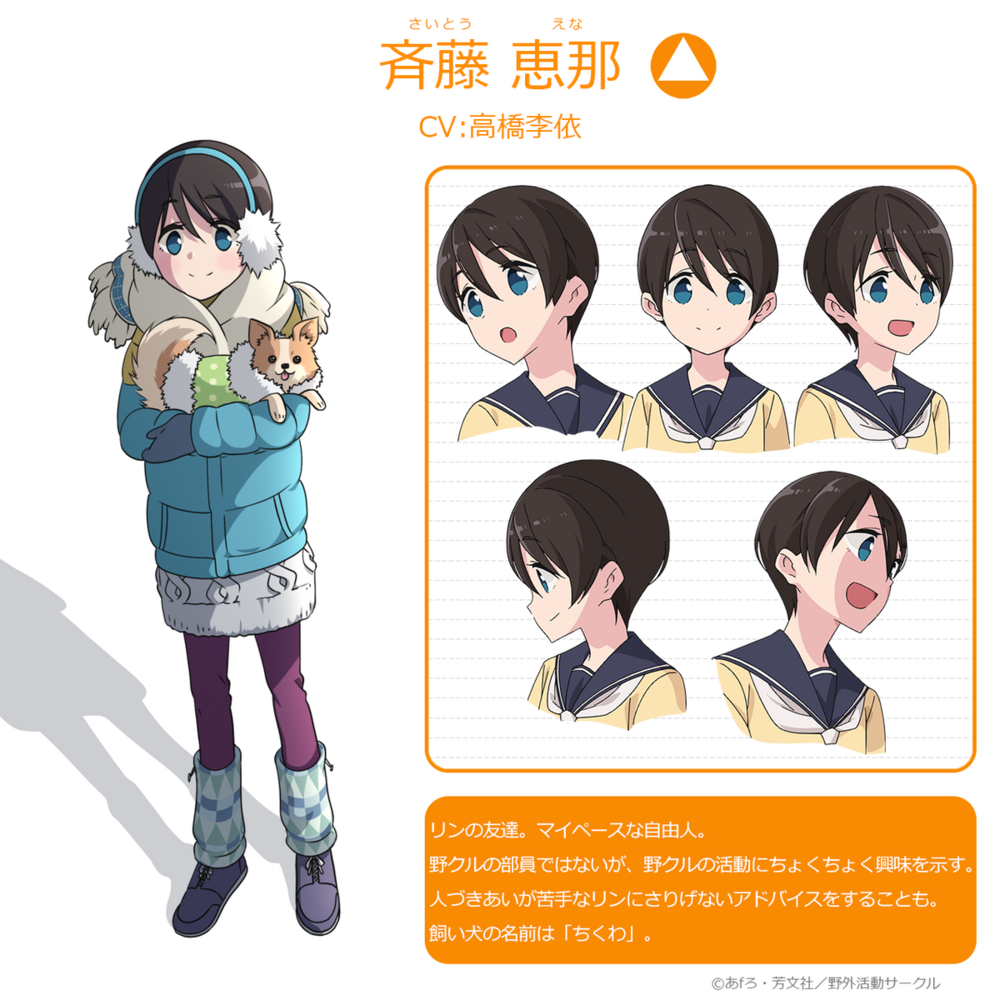 さいとう えな
斉藤 恵那
CV:高橋李依
リンの友達。マイペースな自由人。
野クルの部員ではないが、野クルの活動にちょくちょく興味を示す。
人づきあいが苦手なリンにさりげないアドバイスをすることも。
飼い犬の名前は「ちくわ」。
©あfろ・芳文社／野外活動サークル